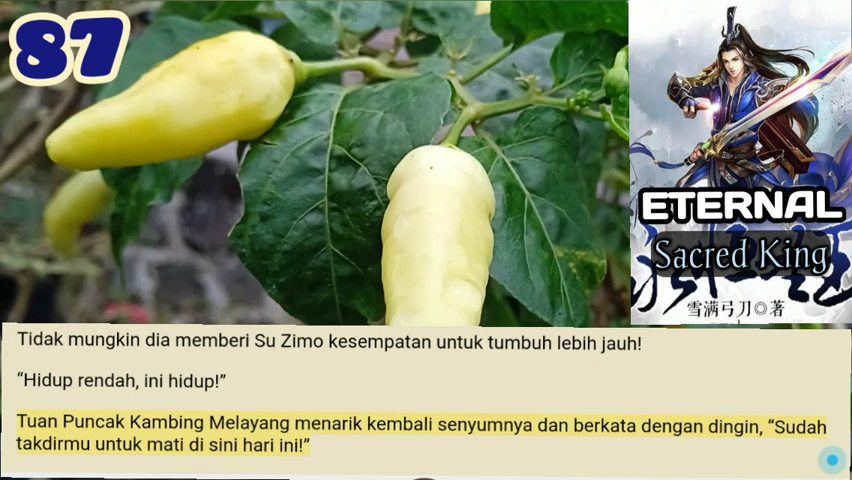 87
ETERNAL
Sacred King
雪满弓刀◎著
Tidak mungkin dia memberi Su Zimo kesempatan untuk tumbuh lebih jauh!
“Hidup rendah, ini hidup!”
Tuan Puncak Kambing Melayang menarik kembali senyumnya dan berkata dengan dingin, “Sudah
takdirmu untuk mati di sini hari ini!”